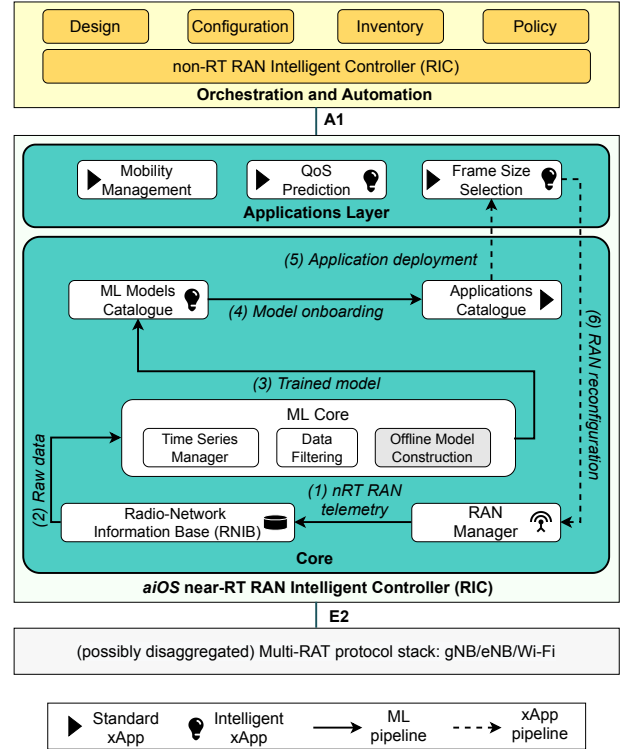 Design
Configuration
Inventory
Policy
non-RT RAN Intelligent Controller (RIC)
Orchestration and Automation
A1
Mobility
Management
QoS
Prediction
Frame Size
Selection
Applications Layer
(5) Application deployment
ML Models
Catalogue
(4) Model onboarding
Applications
Catalogue
(6) RAN reconfiguration
(3) Trained model
ML Core
Time Series
Manager
Data
Filtering
Offline Model
Construction
(2) Raw data
(1) nRT RAN
telemetry
Radio-Network
Information Base (RNIB)
RAN
Manager
Core
aiOS near-RT RAN Intelligent Controller (RIC)
E2
(possibly disaggregated) Multi-RAT protocol stack: gNB/eNB/Wi-Fi
Standard
xApp
Intelligent
xApp
ML
pipeline
xApp
pipeline